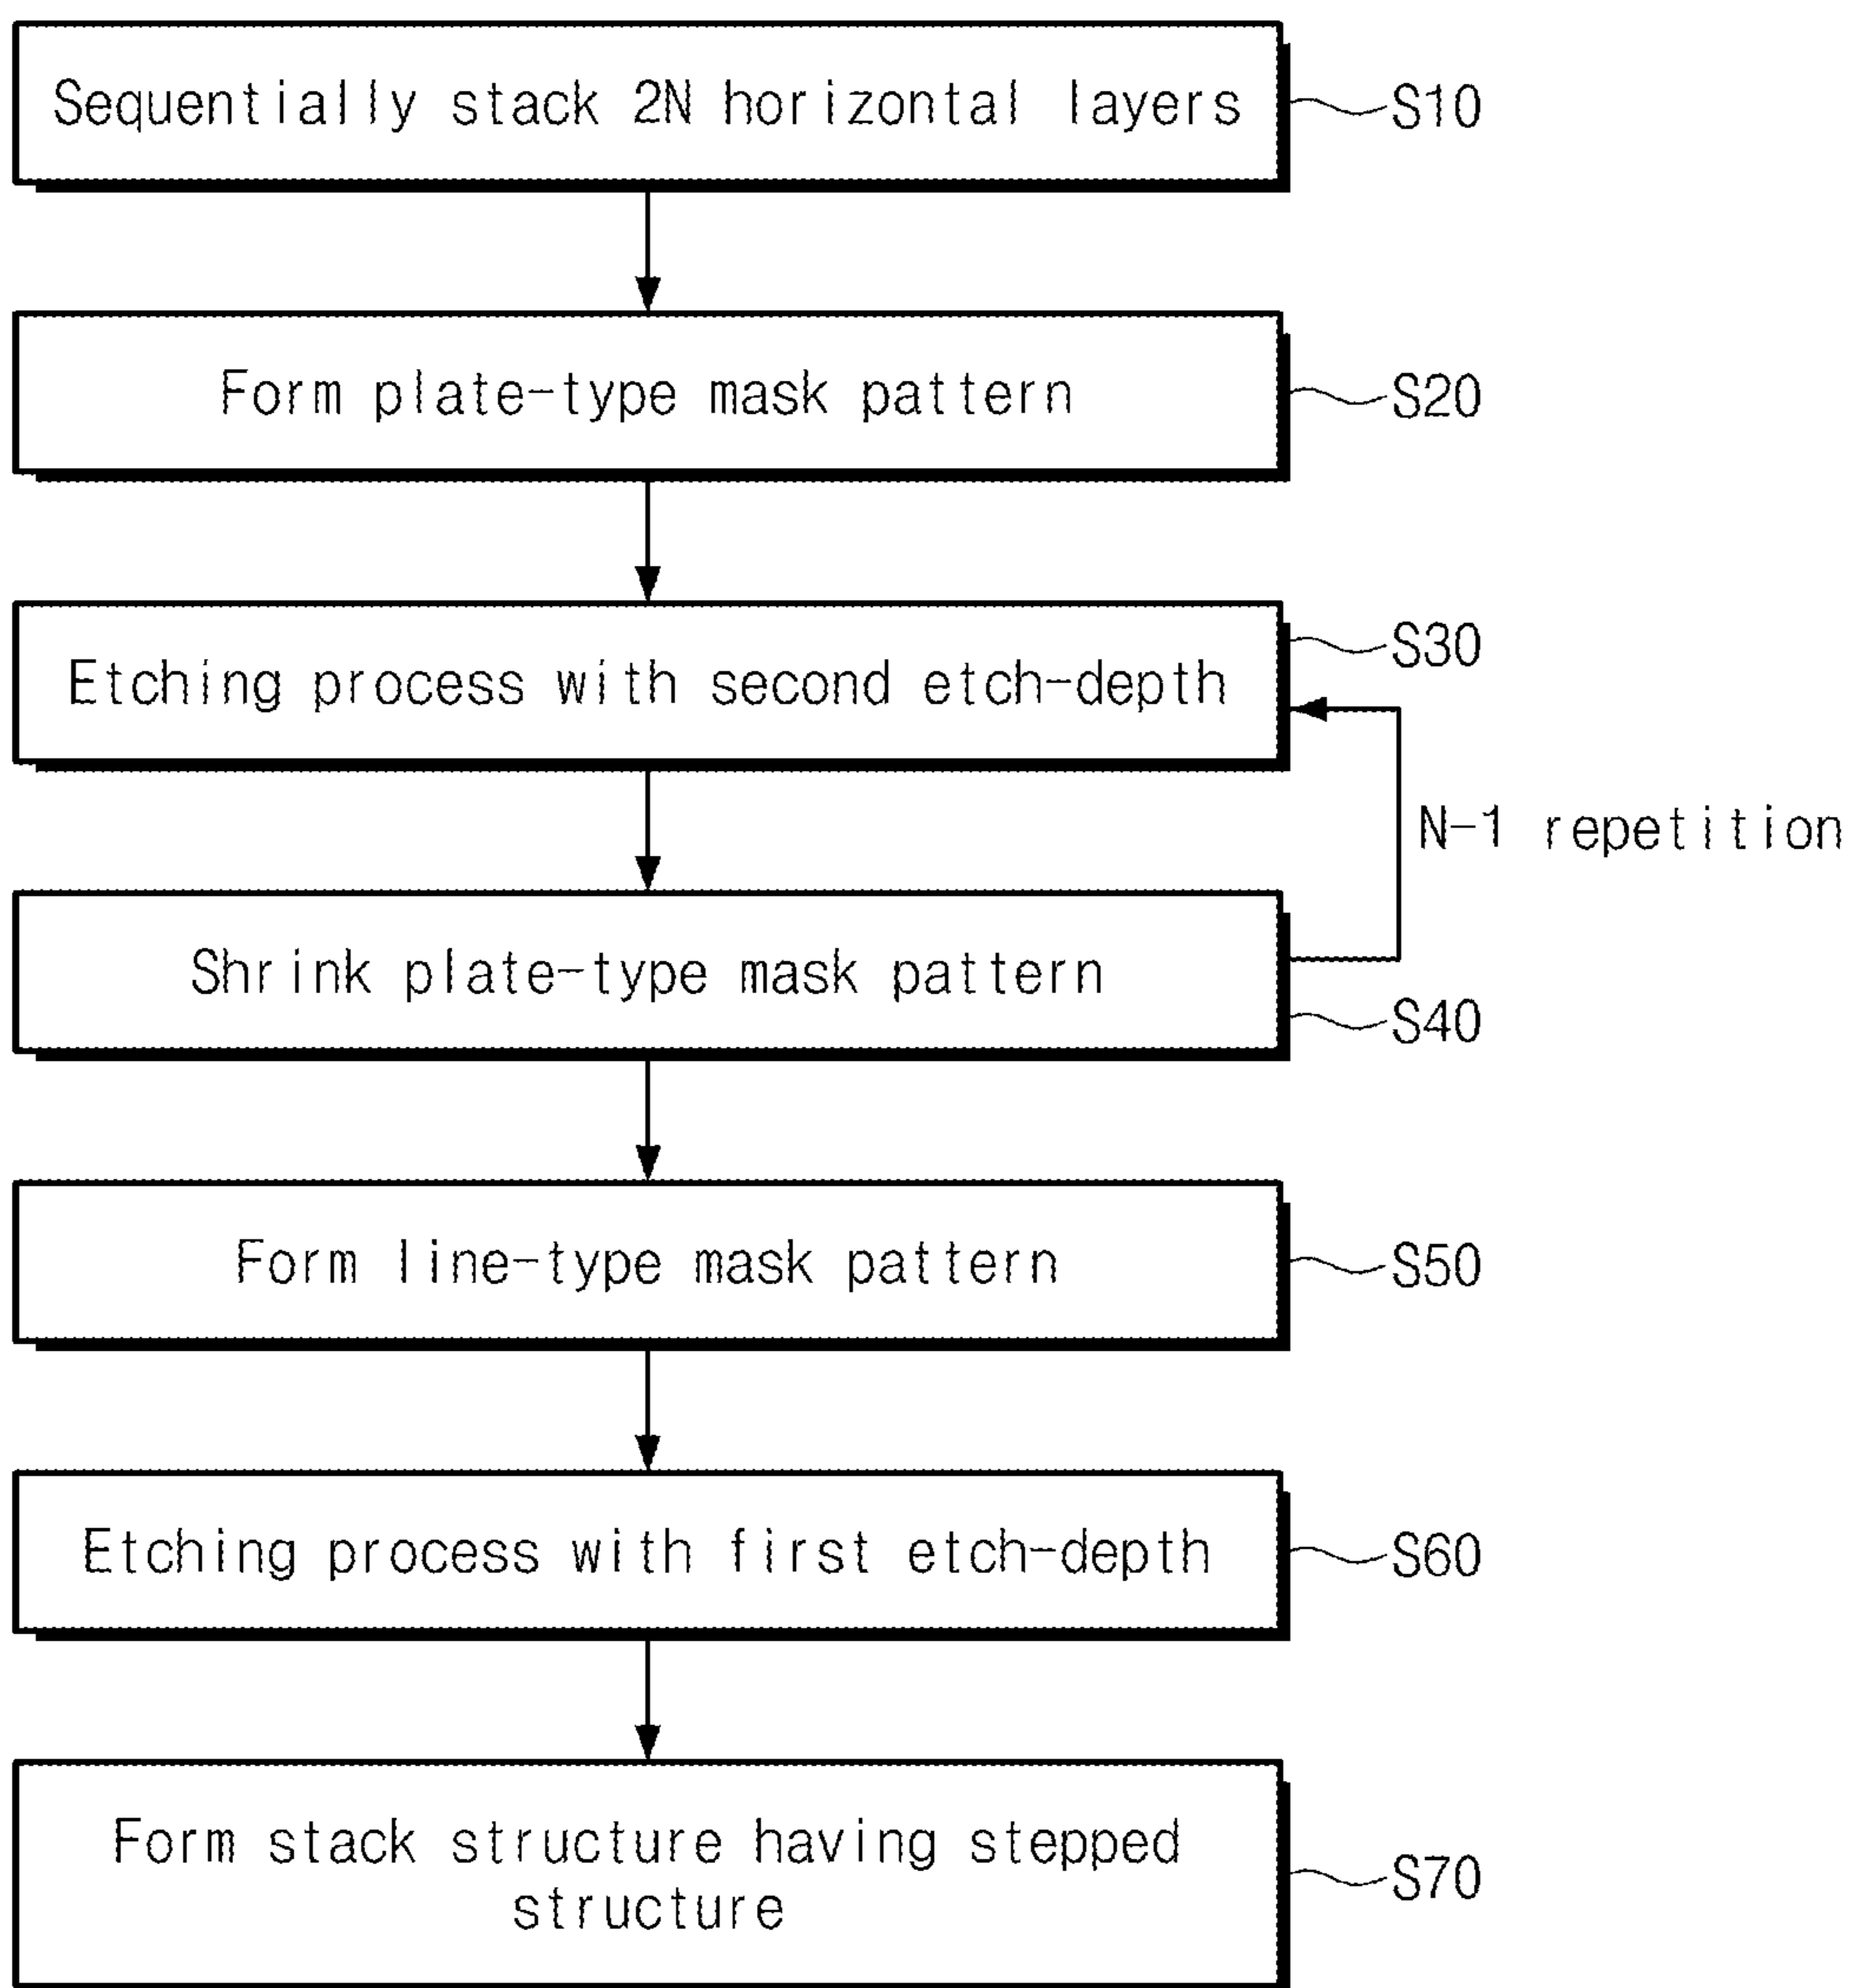 Sequentially stack 2N horizontal layers
S10
Form plate-type mask pattern
S20
S30
Etching process with second etch-depth
N-1 repetition
Shrink plate-type mask pattern
S40
Form line-type mask pattern
S50
Etching process with first etch-depth
S60
Form stack structure having stepped
structure
S70